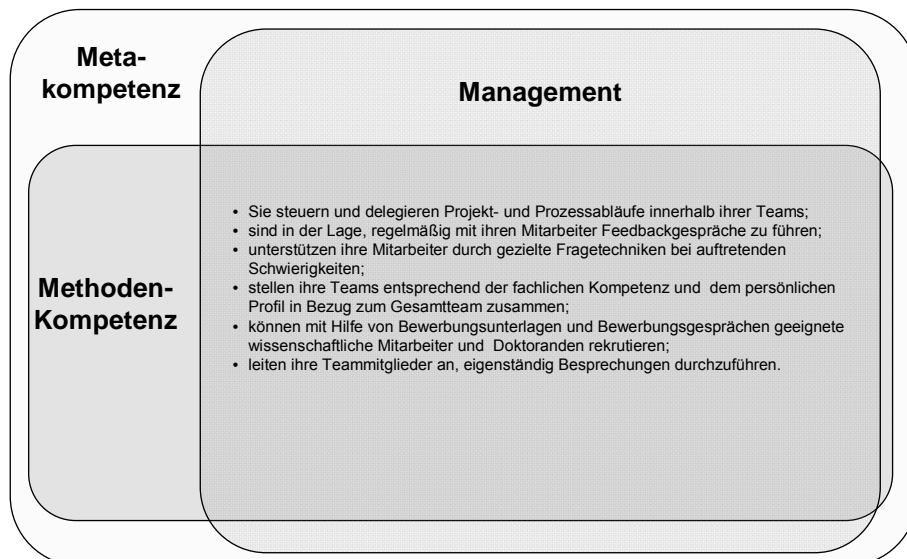 Meta-
kompetenz
Management
Methoden-
Kompetenz
• Sie steuern und delegieren Projekt- und Prozessabläufe innerhalb ihrer Teams;
• sind in der Lage, regelmäßig mit ihren Mitarbeiter Feedbackgespräche zu führen;
• unterstützen ihre Mitarbeiter durch gezielte Fragetechniken bei auftretenden
Schwierigkeiten;
• stellen ihre Teams entsprechend der fachlichen Kompetenz und dem persönlichen
Profil in Bezug zum Gesamtteam zusammen;
• können mit Hilfe von Bewerbungsunterlagen und Bewerbungsgesprächen geeignete
wissenschaftliche Mitarbeiter und Doktoranden rekrutieren;
• leiten ihre Teammitglieder an, eigenständig Besprechungen durchzuführen.